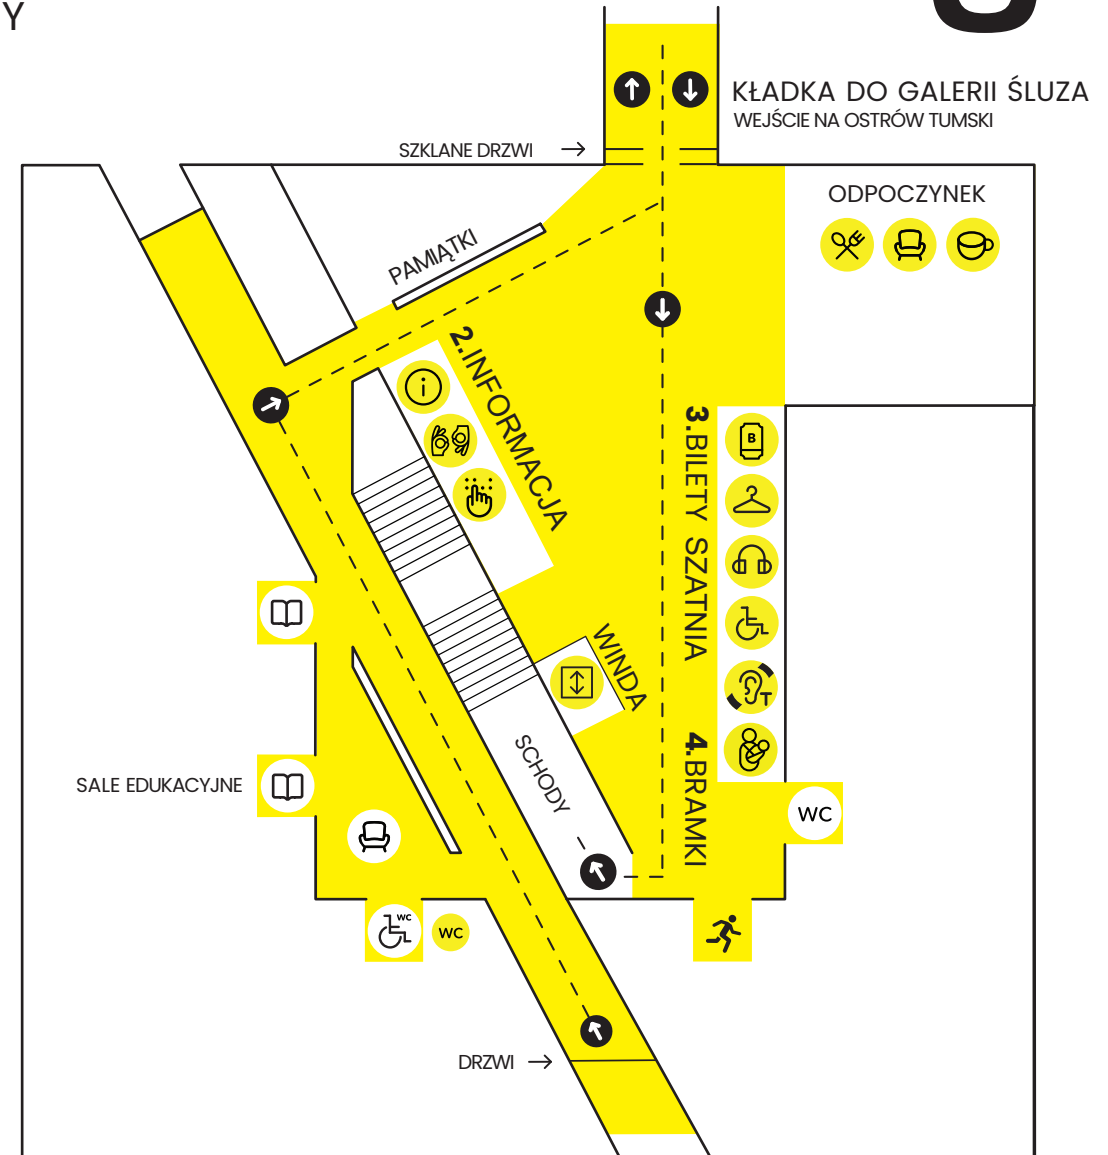 Y
KŁADKA DO GALERII ŚLUZA
WEJŚCIE NA OSTRÓW TUMSKI
SZKLANE DRZWI
ODPOCZYNEK
PAMIĄTKI
2.INFORMACJA
i
3.BILETY SZATNIA
B
T
WINDA
SCHODY
4.BRAMKI
SALE EDUKACYJNE
WC
WC
WC
DRZWI